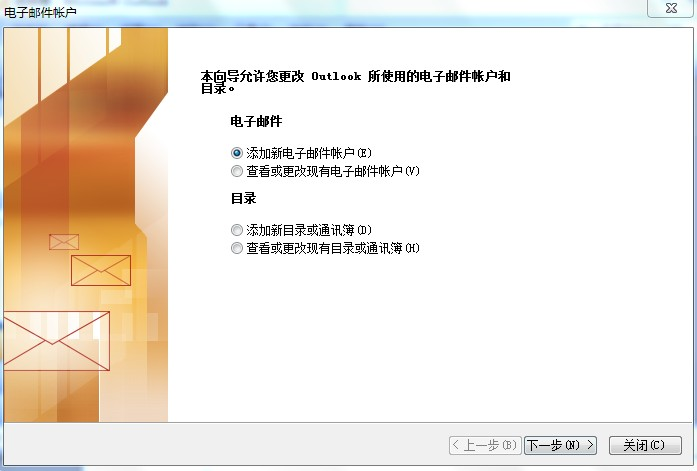 电子邮件帐户
本向导允许您更改 Outlook 所使用的电子邮件帐户和
目录。
电子邮件
添加新电子邮件帐户(E)
查看或更改现有电子邮件帐户(V)
目录
添加新目录或通讯簿(D)
查看或更改现有目录或通讯簿(H)
< 上一步(B) 下一步(N) > 关闭(C)